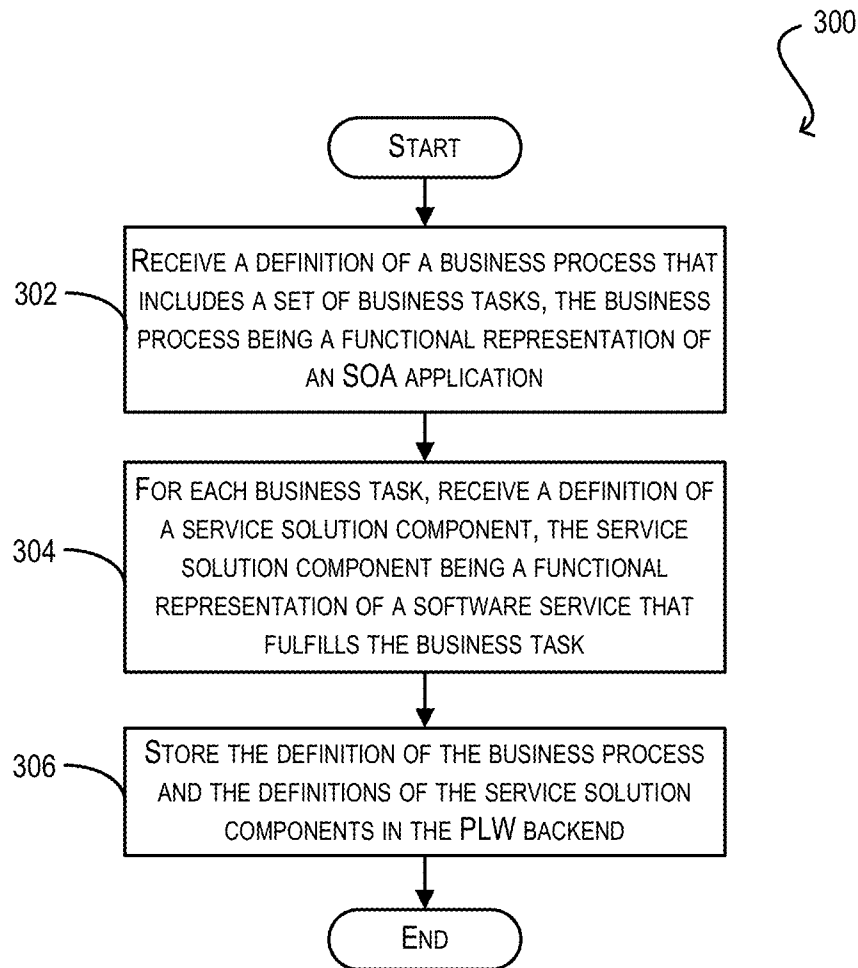 300
START
302
RECEIVE A DEFINITION OF A BUSINESS PROCESS THAT
INCLUDES A SET OF BUSINESS TASKS, THE BUSINESS
PROCESS BEING A FUNCTIONAL REPRESENTATION OF
AN SOA APPLICATION
304
FOR EACH BUSINESS TASK, RECEIVE A DEFINITION OF
A SERVICE SOLUTION COMPONENT, THE SERVICE
SOLUTION COMPONENT BEING A FUNCTIONAL
REPRESENTATION OF A SOFTWARE SERVICE THAT
FULFILLS THE BUSINESS TASK
306
STORE THE DEFINITION OF THE BUSINESS PROCESS
AND THE DEFINITIONS OF THE SERVICE SOLUTION
COMPONENTS IN THE PLW BACKEND
END